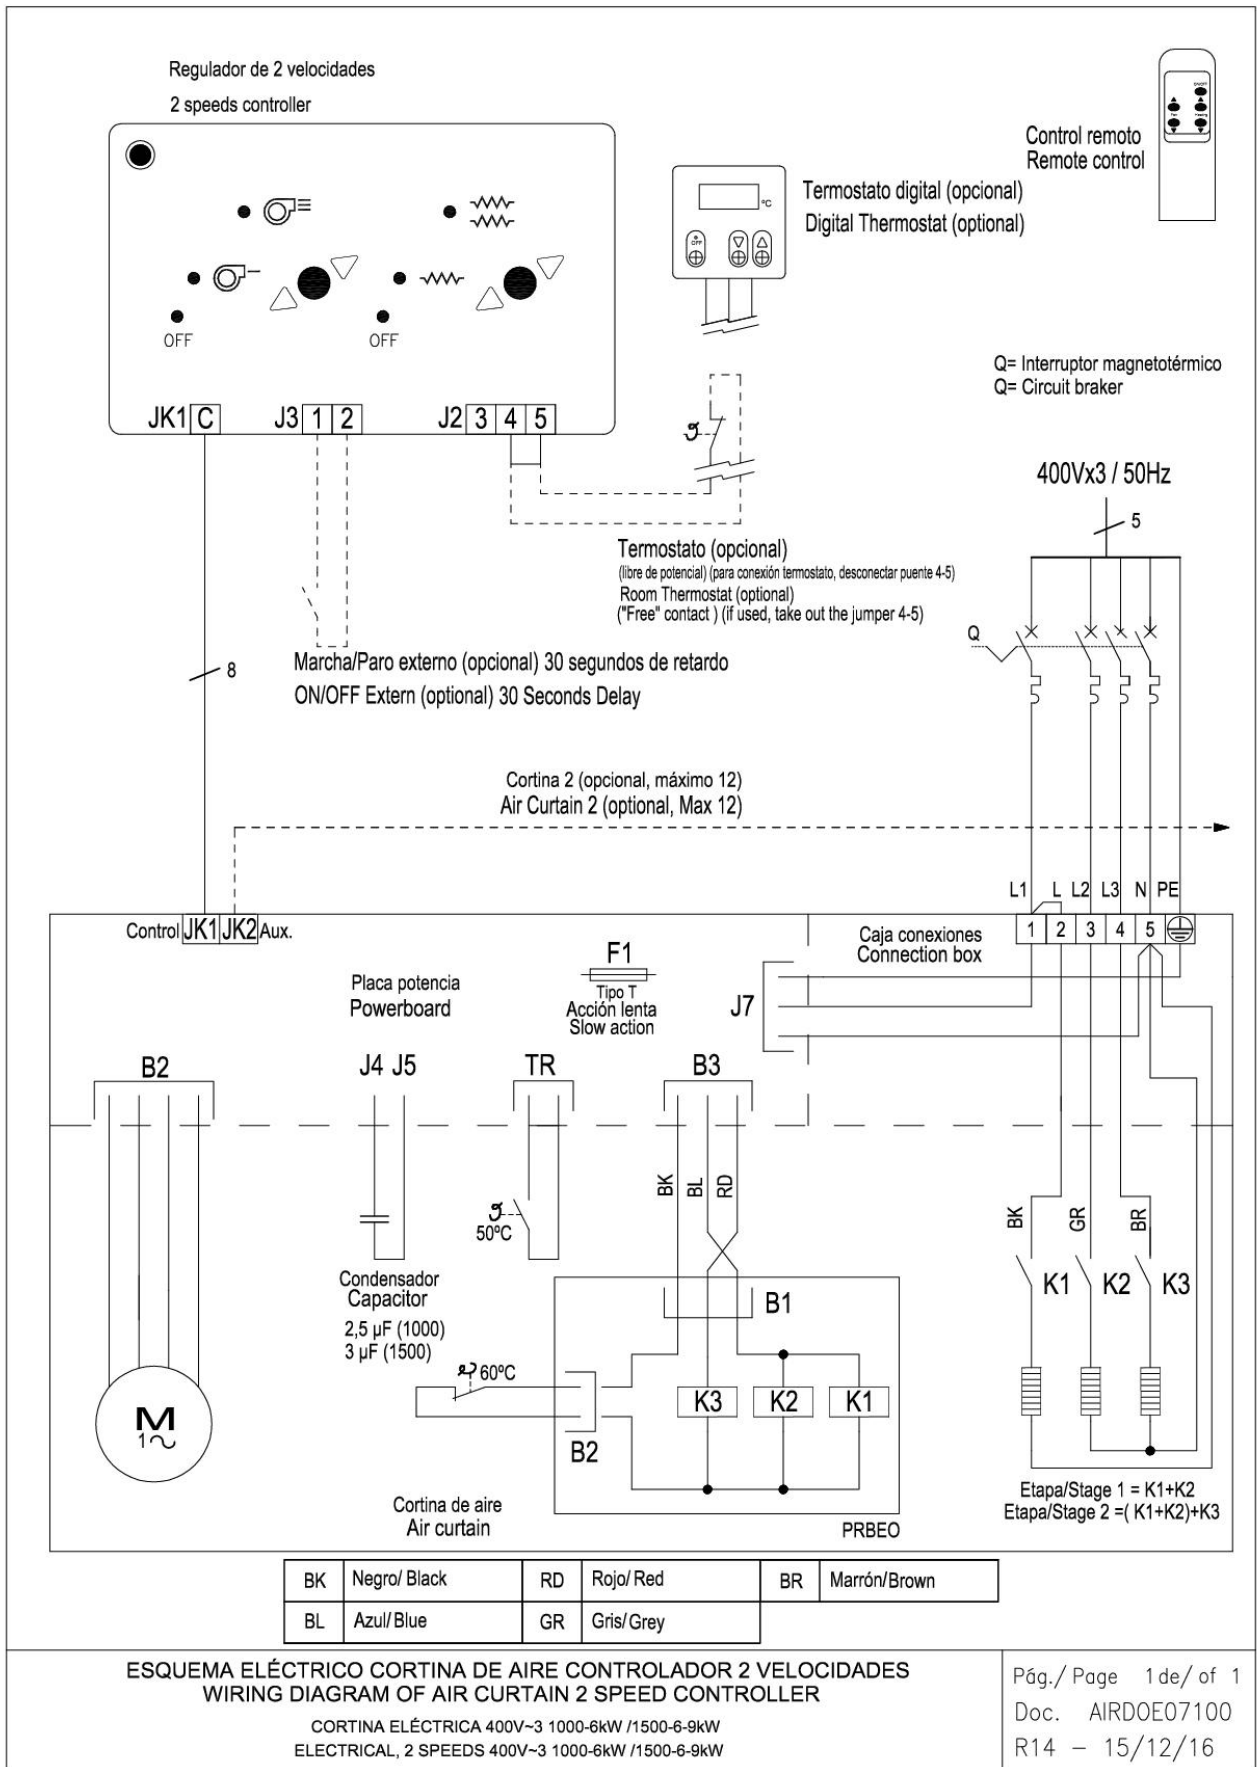 Regulador de 2 velocidades
2 speeds controller
Control remoto
Remote control
ON/OFF
Fan
Heating
Termostato digital (opcional)
Digital Thermostat (optional)
ºC
OFF
OFF
OFF
JK1 C
J3 1 2
J2 3 4 5
Q= Interruptor magnetotérmico
Q= Circuit braker
400Vx3 / 50Hz
5
Termostato (opcional)
(libre de potencial) (para conexión termostato, desconectar puente 4-5)
Room Thermostat (optional)
("Free" contact ) (if used, take out the jumper 4-5)
Q
Marcha/Paro externo (opcional) 30 segundos de retardo
ON/OFF Extern (optional) 30 Seconds Delay
8
Cortina 2 (opcional, máximo 12)
Air Curtain 2 (optional, Max 12)
L1 L L2 L3 N PE
Control JK1 JK2 Aux.
1 2 3 4 5
Caja conexiones
Connection box
F1
Tipo T
Acción lenta
Slow action
Placa potencia
Powerboard
J7
B2
J4 J5
TR
B3
BK BL RD
BK GR BR
50ºC
K1 K2 K3
Condensador
Capacitor
2,5 µF (1000)
3 µF (1500)
B1
60ºC
K3 K2 K1
M
1
B2
Cortina de aire
Air curtain
PRBEO
Etapa/Stage 1 = K1+K2
Etapa/Stage 2 =( K1+K2)+K3
BK Negro/ Black RD Rojo/ Red BR Marrón/Brown
BL Azul/ Blue GR Gris/ Grey
ESQUEMA ELÉCTRICO CORTINA DE AIRE CONTROLADOR 2 VELOCIDADES
WIRING DIAGRAM OF AIR CURTAIN 2 SPEED CONTROLLER
CORTINA ELÉCTRICA 400V~3 1000-6kW /1500-6-9kW
ELECTRICAL, 2 SPEEDS 400V~3 1000-6kW /1500-6-9kW
Pág./ Page 1 de/ of 1
Doc. AIRDOE07100
R14 - 15/12/16